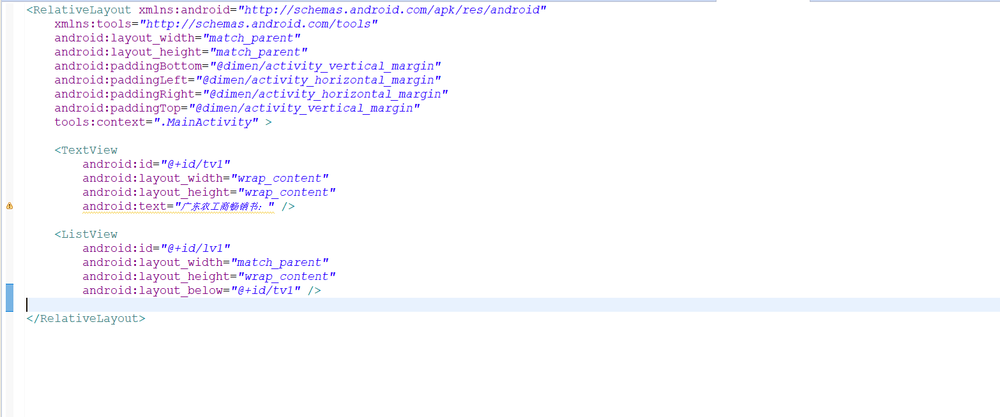 <RelativeLayout xmlns:android="http://schemas.android.com/apk/res/android"
    xmlns:tools="http://schemas.android.com/tools"
    android:layout_width="match_parent"
    android:layout_height="match_parent"
    android:paddingBottom="@dimen/activity_vertical_margin"
    android:paddingLeft="@dimen/activity_horizontal_margin"
    android:paddingRight="@dimen/activity_horizontal_margin"
    android:paddingTop="@dimen/activity_vertical_margin"
    tools:context=".MainActivity" >

    <TextView
        android:id="@+id/tv1"
        android:layout_width="wrap_content"
        android:layout_height="wrap_content"
        android:text="广东农工商畅销书：" />

    <ListView
        android:id="@+id/lv1"
        android:layout_width="match_parent"
        android:layout_height="wrap_content"
        android:layout_below="@+id/tv1" />

</RelativeLayout>